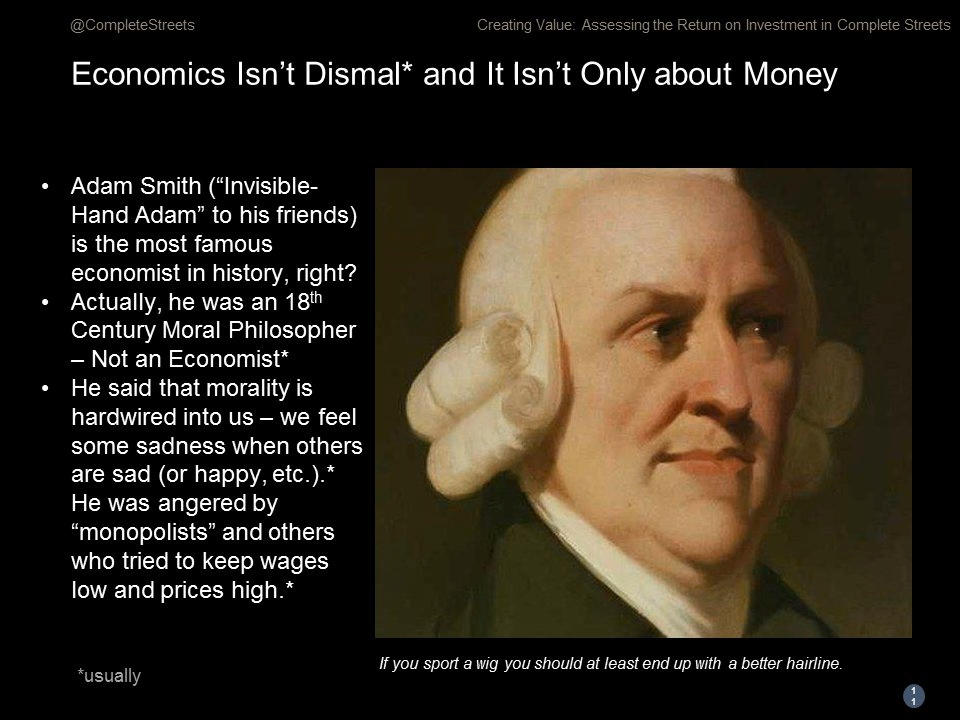 @CompleteStreets
Creating Value: Assessing the Return on Investment in Complete Streets
Economics Isn’t Dismal* and It Isn’t Only about Money
• Adam Smith (“Invisible-
Hand Adam” to his friends)
is the most famous
economist in history, right?
• Actually, he was an 18th
Century Moral Philosopher
– Not an Economist*
• He said that morality is
hardwired into us – we feel
some sadness when others
are sad (or happy, etc.).*
He was angered by
“monopolists” and others
who tried to keep wages
low and prices high.*
If you sport a wig you should at least end up with a better hairline.
*usually
1
1